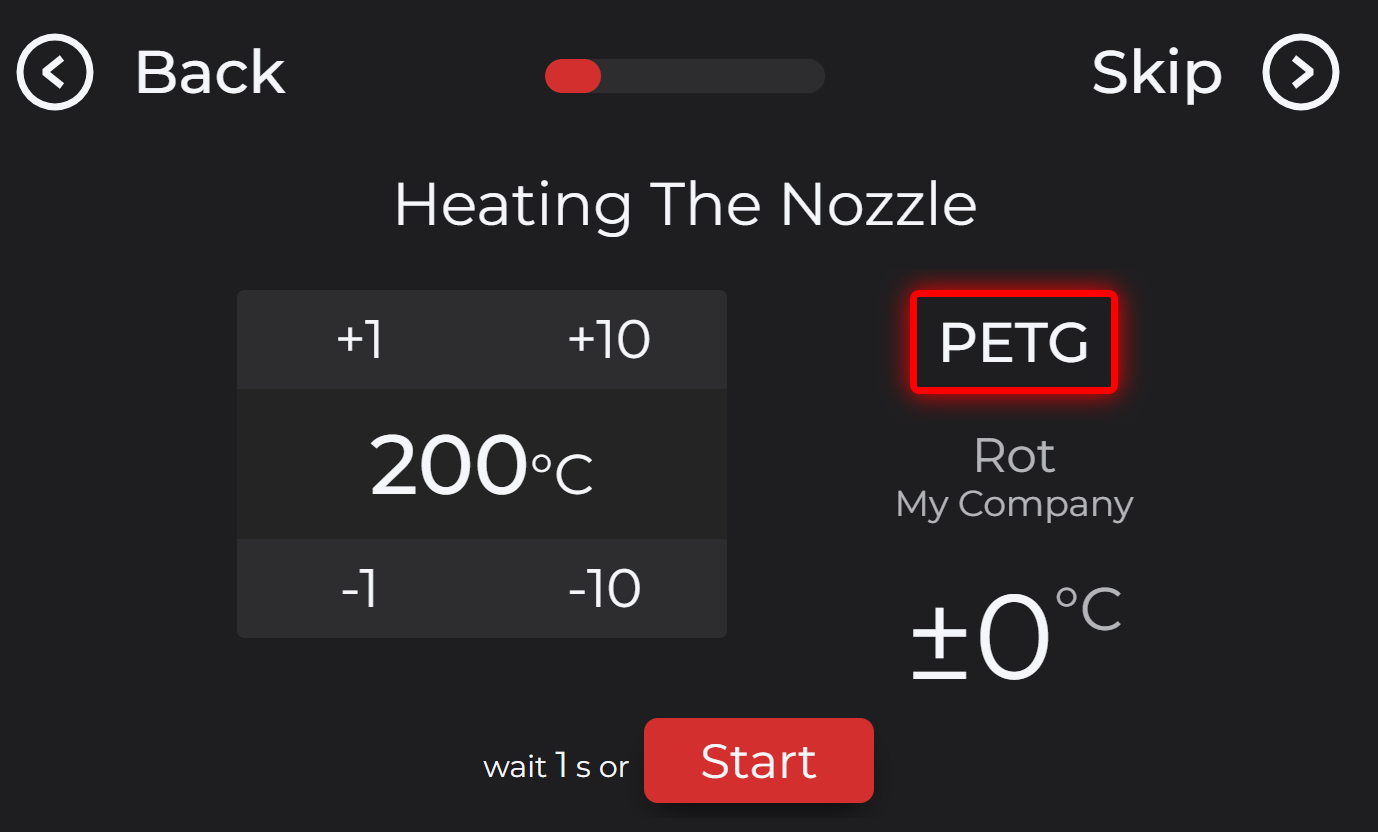 Back
Skip
Heating The Nozzle
+1 +10
200°C
-1 -10
PETG
Rot
My Company
±0°C
wait 1 s or
Start